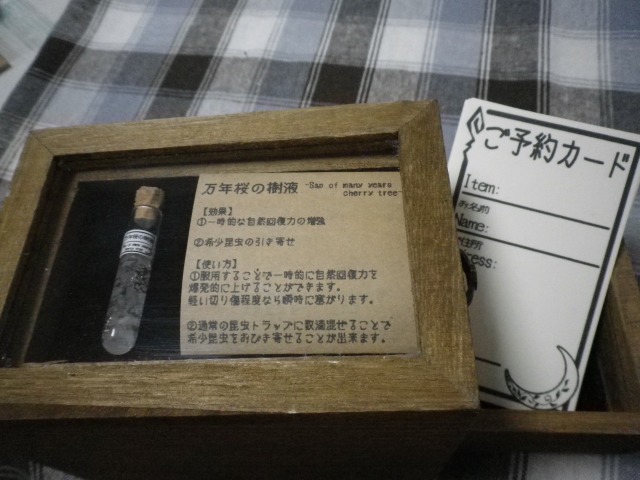 万年桜の樹液 -Sap of many years
cherry tree-
【効果】
①一時的な自然回復力の増強
②希少昆虫の引き寄せ
【使い方】
①服用することで一時的に自然回復力を
爆発的に上げることができます。
軽い切り傷程度なら瞬時に塞がります。
②通常の昆虫トラップに数滴混ぜることで
希少昆虫をおびき寄せることが出来ます。
ご予約カード
Item:
お名前
Name:
住所
ress: